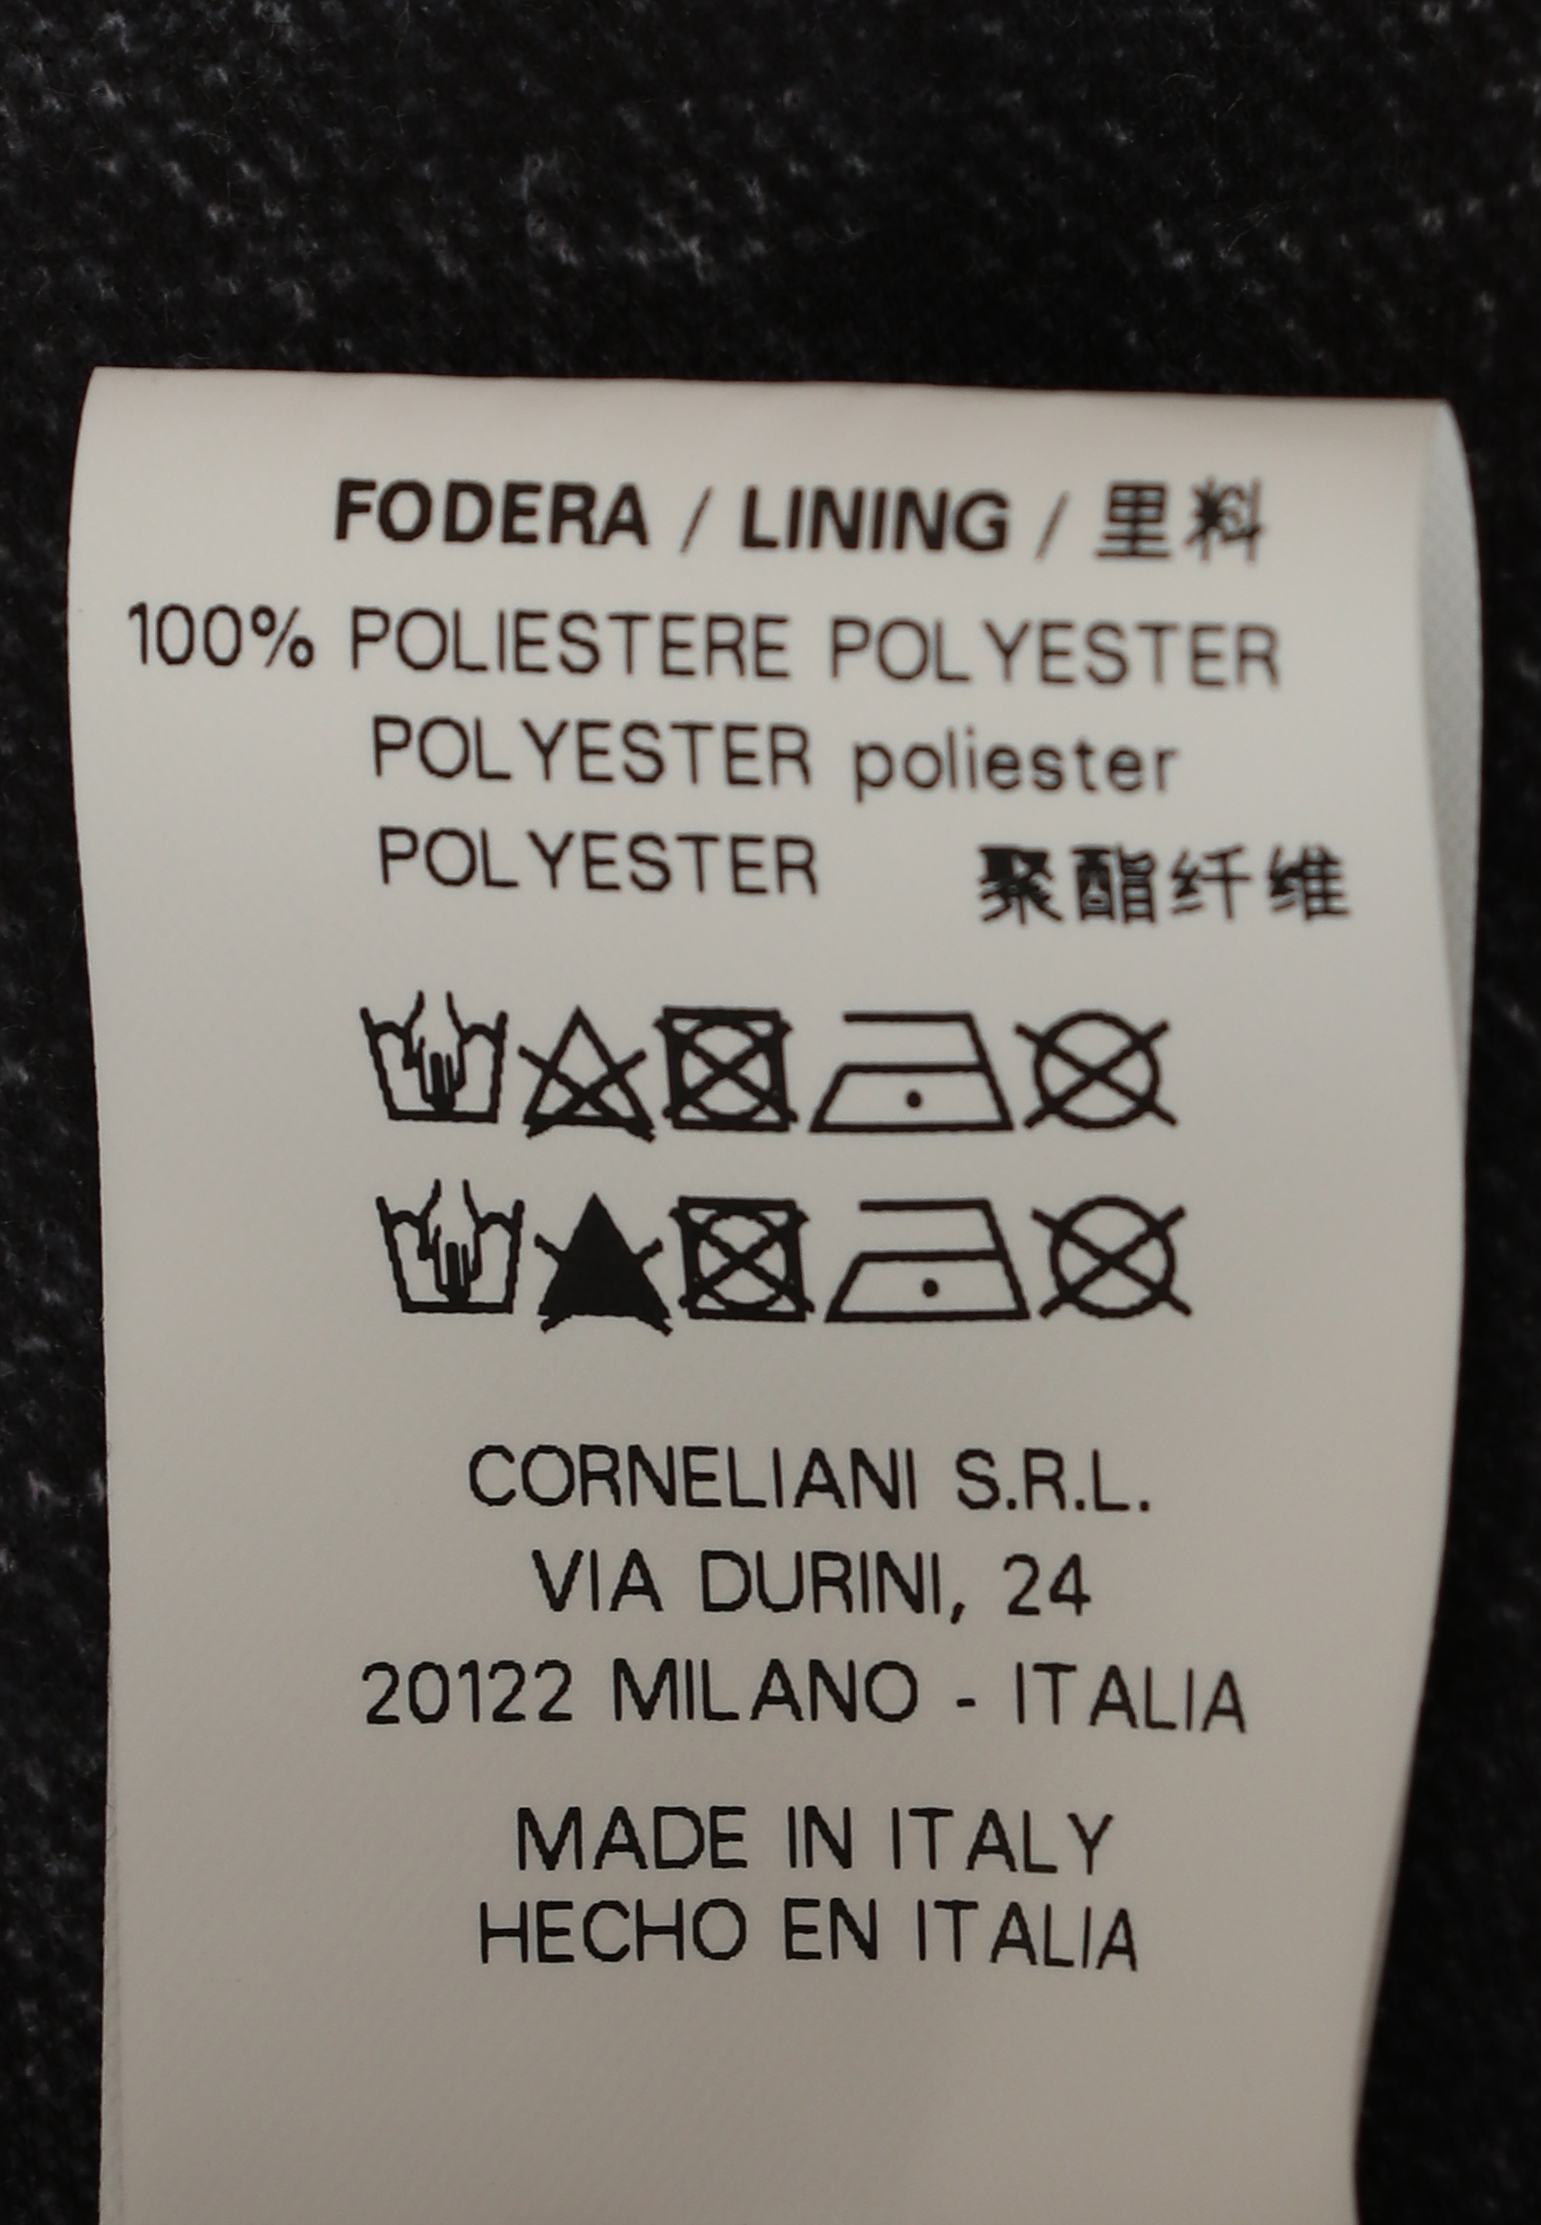 FODERA / LINING / 里料
100% POLIESTERE POLYESTER
POLYESTER poliester
POLYESTER 聚酯纤维
CORNELIANI S.R.L.
VIA DURINI, 24
20122 MILANO - ITALIA
MADE IN ITALY
HECHO EN ITALIA